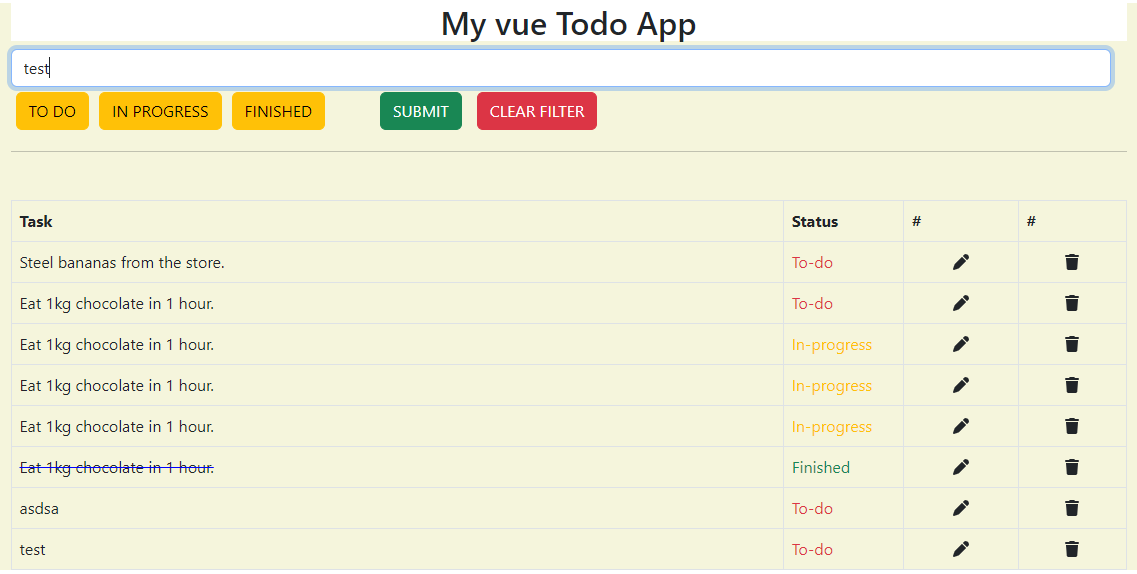 My vue Todo App
test
TO DO IN PROGRESS FINISHED SUBMIT CLEAR FILTER
Task Status # #
Steel bananas from the store. To-do
Eat 1kg chocolate in 1 hour. To-do
Eat 1kg chocolate in 1 hour. In-progress
Eat 1kg chocolate in 1 hour. In-progress
Eat 1kg chocolate in 1 hour. In-progress
Eat 1kg chocolate in 1 hour. Finished
asdsa To-do
test To-do